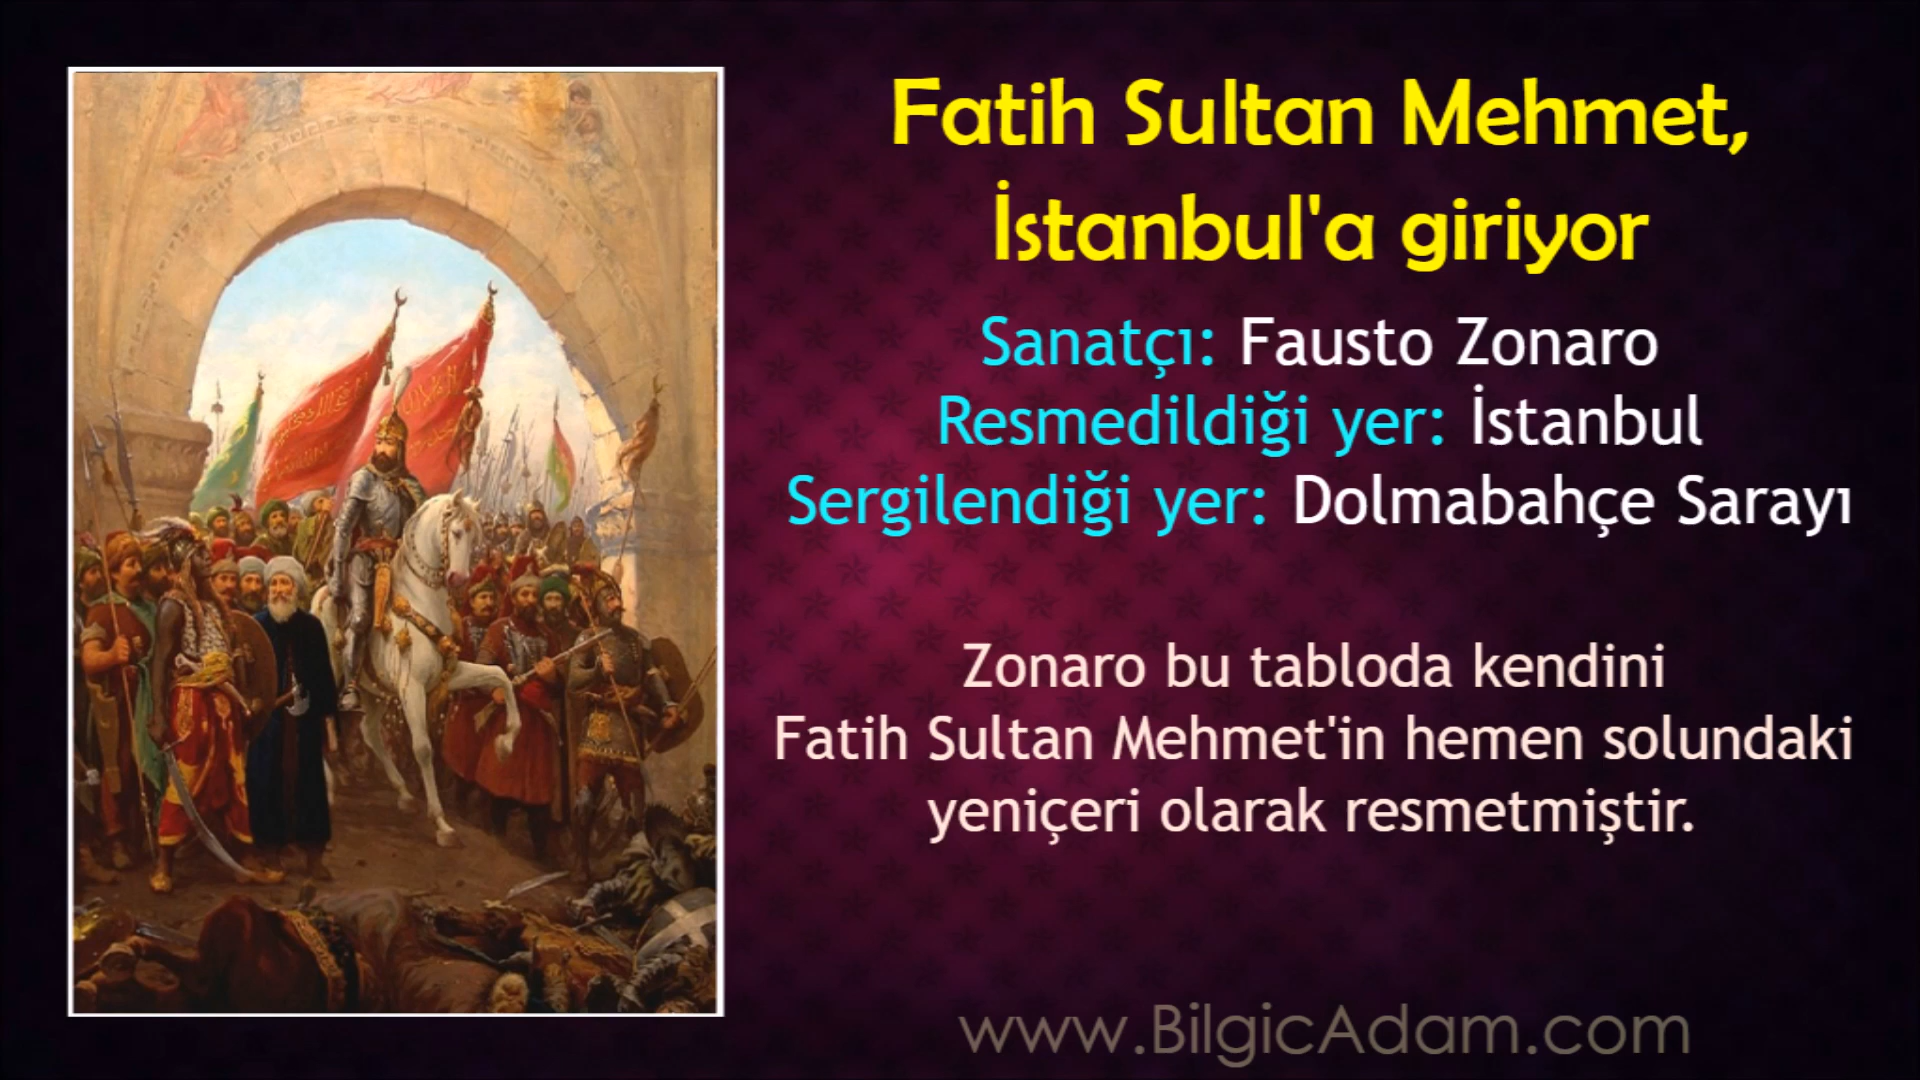 Fatih Sultan Mehmet,
İstanbul'a giriyor
Sanatçı: Fausto Zonaro
Resmedildiği yer: İstanbul
Sergilendiği yer: Dolmabahçe Sarayı
Zonaro bu tabloda kendini
Fatih Sultan Mehmet'in hemen solundaki
yeniçeri olarak resmetmiştir.
www.BilgicAdam.com